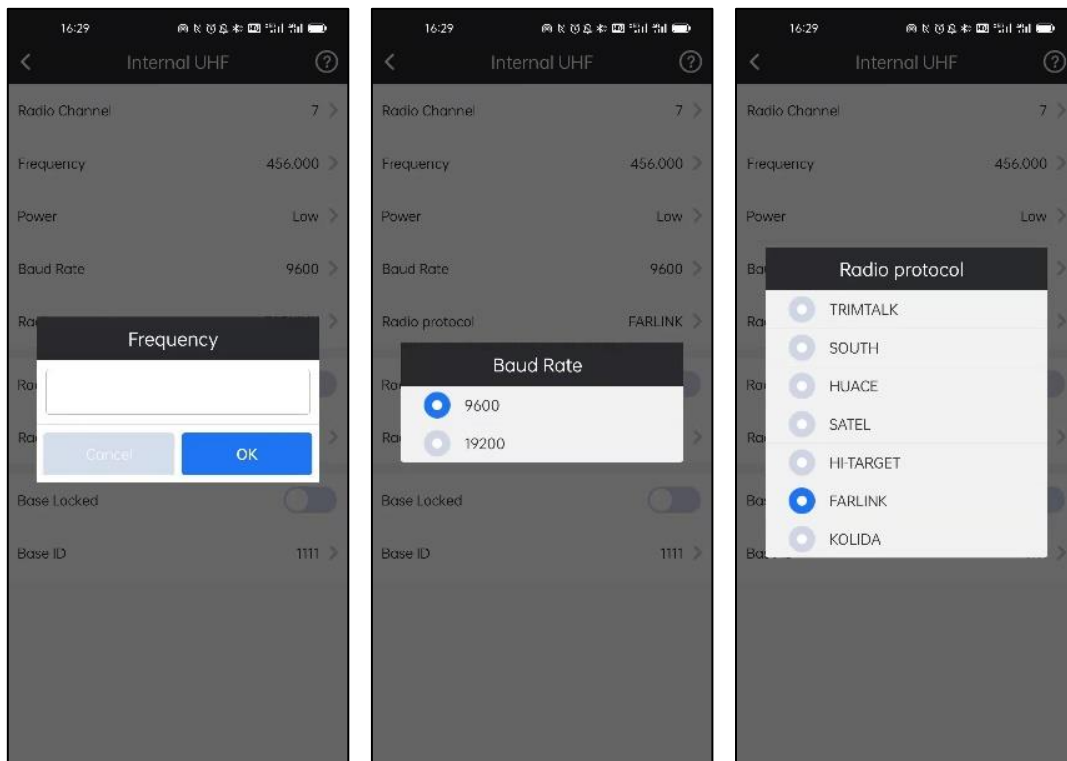 16:29
Internal UHF
Radio Channel 7
Frequency 456.000
Power Low
Baud Rate 9600
Ra
Frequency
Ra
Cancel OK
Base Locked
Base ID 1111
16:29
Internal UHF
Radio Channel 7
Frequency 456.000
Power Low
Baud Rate 9600
Radio protocol FARLINK
Baud Rate
9600
19200
Base Locked
Base ID 1111
16:29
Internal UHF
Radio Channel 7
Frequency 456.000
Power Low
Radio protocol
TRIMTALK
SOUTH
HUACE
SATEL
HI-TARGET
FARLINK
KOLIDA